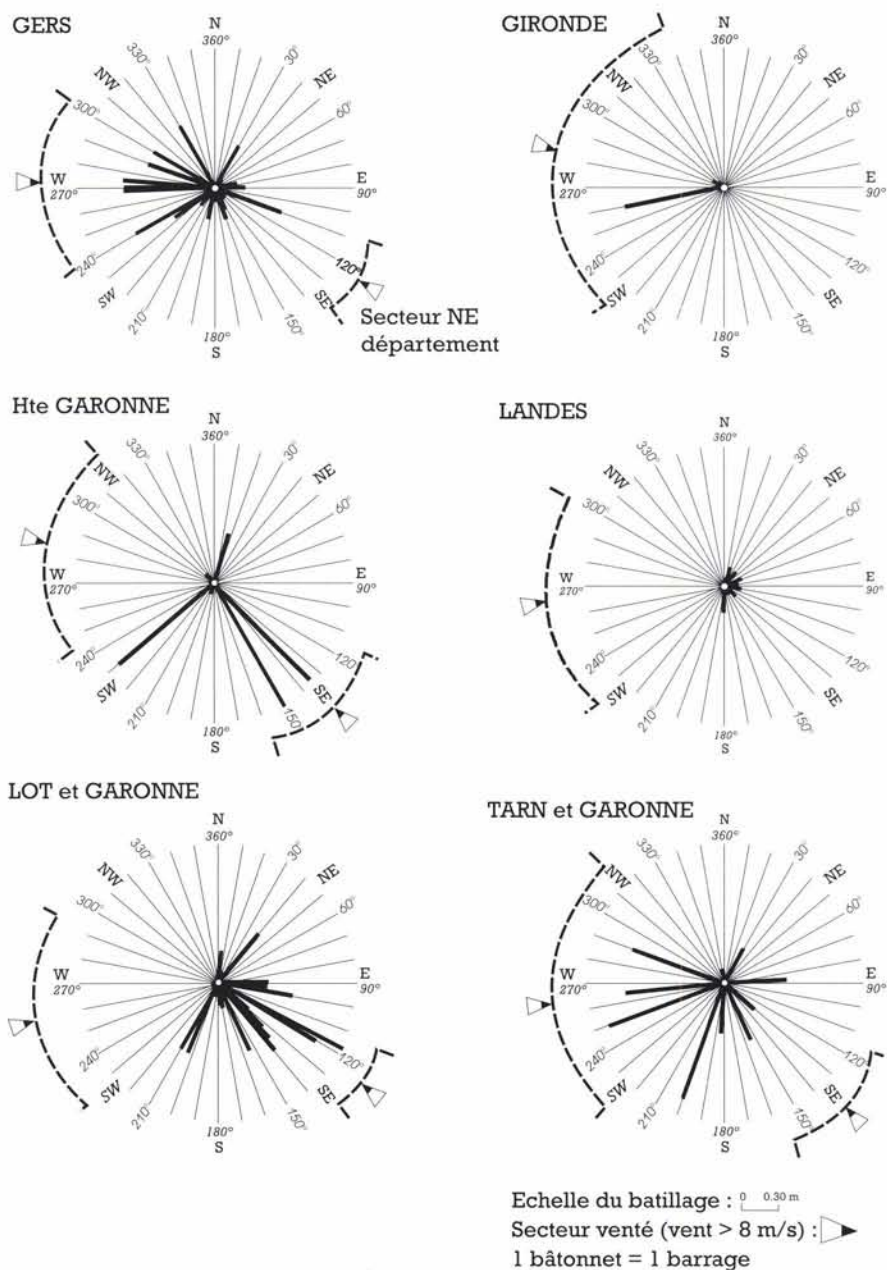 GERS
N
360°
330°
30°
NW
NE
300°
60°
W
E
270°
90°
240°
120°
SW
SE
210°
150°
180°
S
Secteur NE
département
GIRONDE
N
360°
330°
30°
NW
NE
300°
60°
W
E
270°
90°
240°
120°
SW
SE
210°
150°
180°
S
Hte GARONNE
N
360°
330°
30°
NW
NE
300°
60°
W
E
270°
90°
240°
120°
SW
SE
210°
150°
180°
S
LANDES
N
360°
330°
30°
NW
NE
300°
60°
W
E
270°
90°
240°
120°
SW
SE
210°
150°
180°
S
LOT et GARONNE
N
360°
330°
30°
NW
NE
300°
60°
W
E
270°
90°
240°
120°
SW
SE
210°
150°
180°
S
TARN et GARONNE
N
360°
330°
30°
NW
NE
300°
60°
W
E
270°
90°
240°
120°
SW
SE
210°
150°
180°
S
Echelle du batillage : 0 0.30 m
Secteur venté (vent > 8 m/s) :
1 bâtonnet = 1 barrage